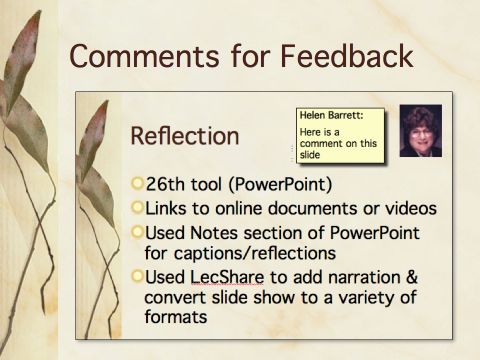 Comments for Feedback
Helen Barrett:
Here is a
comment on this
slide
Reflection
26th tool (PowerPoint)
Links to online documents or videos
Used Notes section of PowerPoint
for captions/reflections
Used LecShare to add narration &
convert slide show to a variety of
formats